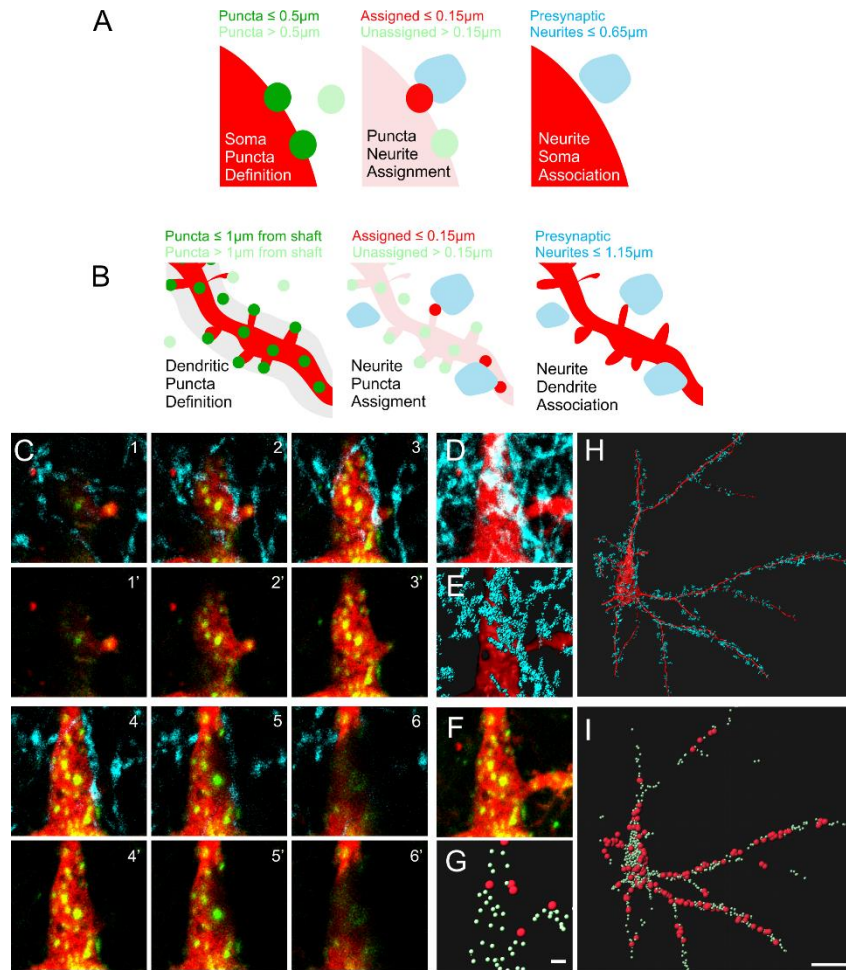 A
Puncta ≤ 0.5µm
Puncta > 0.5µm
Soma
Puncta
Definition
Assigned ≤ 0.15µm
Unassigned > 0.15µm
Puncta
Neurite
Assignment
Presynaptic
Neurites ≤ 0.65µm
Neurite
Soma
Association
B
Puncta ≤ 1µm from shaft
Puncta > 1µm from shaft
Dendritic
Puncta
Definition
Assigned ≤ 0.15µm
Unassigned > 0.15µm
Neurite
Puncta
Assigment
Presynaptic
Neurites ≤ 1.15µm
Neurite
Dendrite
Association
C
1
2
3
D
H
1'
2'
3'
E
4
5
6
F
I
4'
5'
6'
G